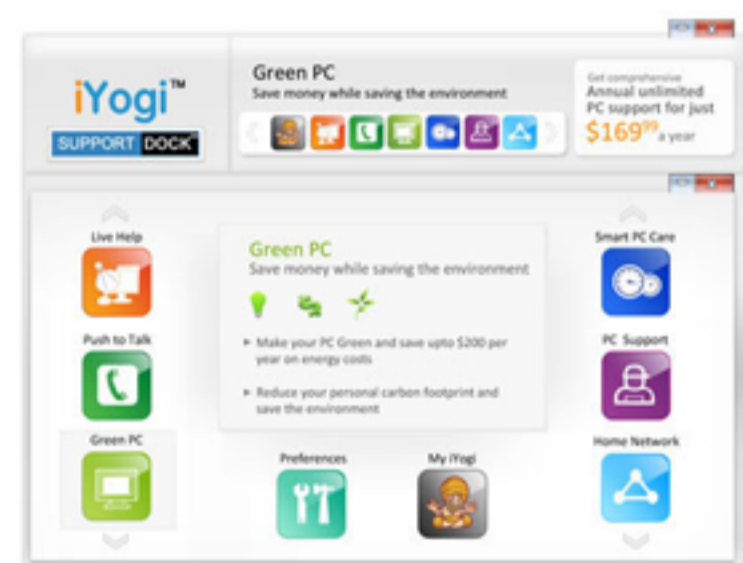 iYogi™
SUPPORT DOCK
Green PC
Save money while saving the environment
Get comprehensive
Annual unlimited
PC support for just
$169⁹⁹ a year
Live Help
Push to Talk
Green PC
Green PC
Save money while saving the environment
▸ Make your PC Green and save upto $200 per
year on energy costs
▸ Reduce your personal carbon footprint and
save the environment
Preferences
My iYogi
Smart PC Care
PC Support
Home Network